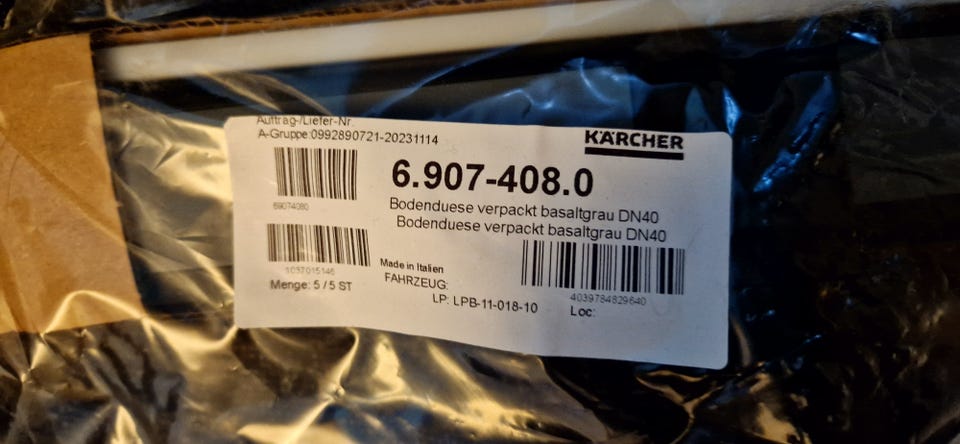 Auftrag-/Liefer-Nr
A-Gruppe:0992890721-20231114
KÄRCHER
6.907-408.0
69074080
Bodenduese verpackt basaltgrau DN40
Bodenduese verpackt basaltgrau DN40
1037015146
Made in Italien
FAHRZEUG:
Menge: 5 / 5 ST
LP: LPB-11-018-10
4039784829640
Loc: